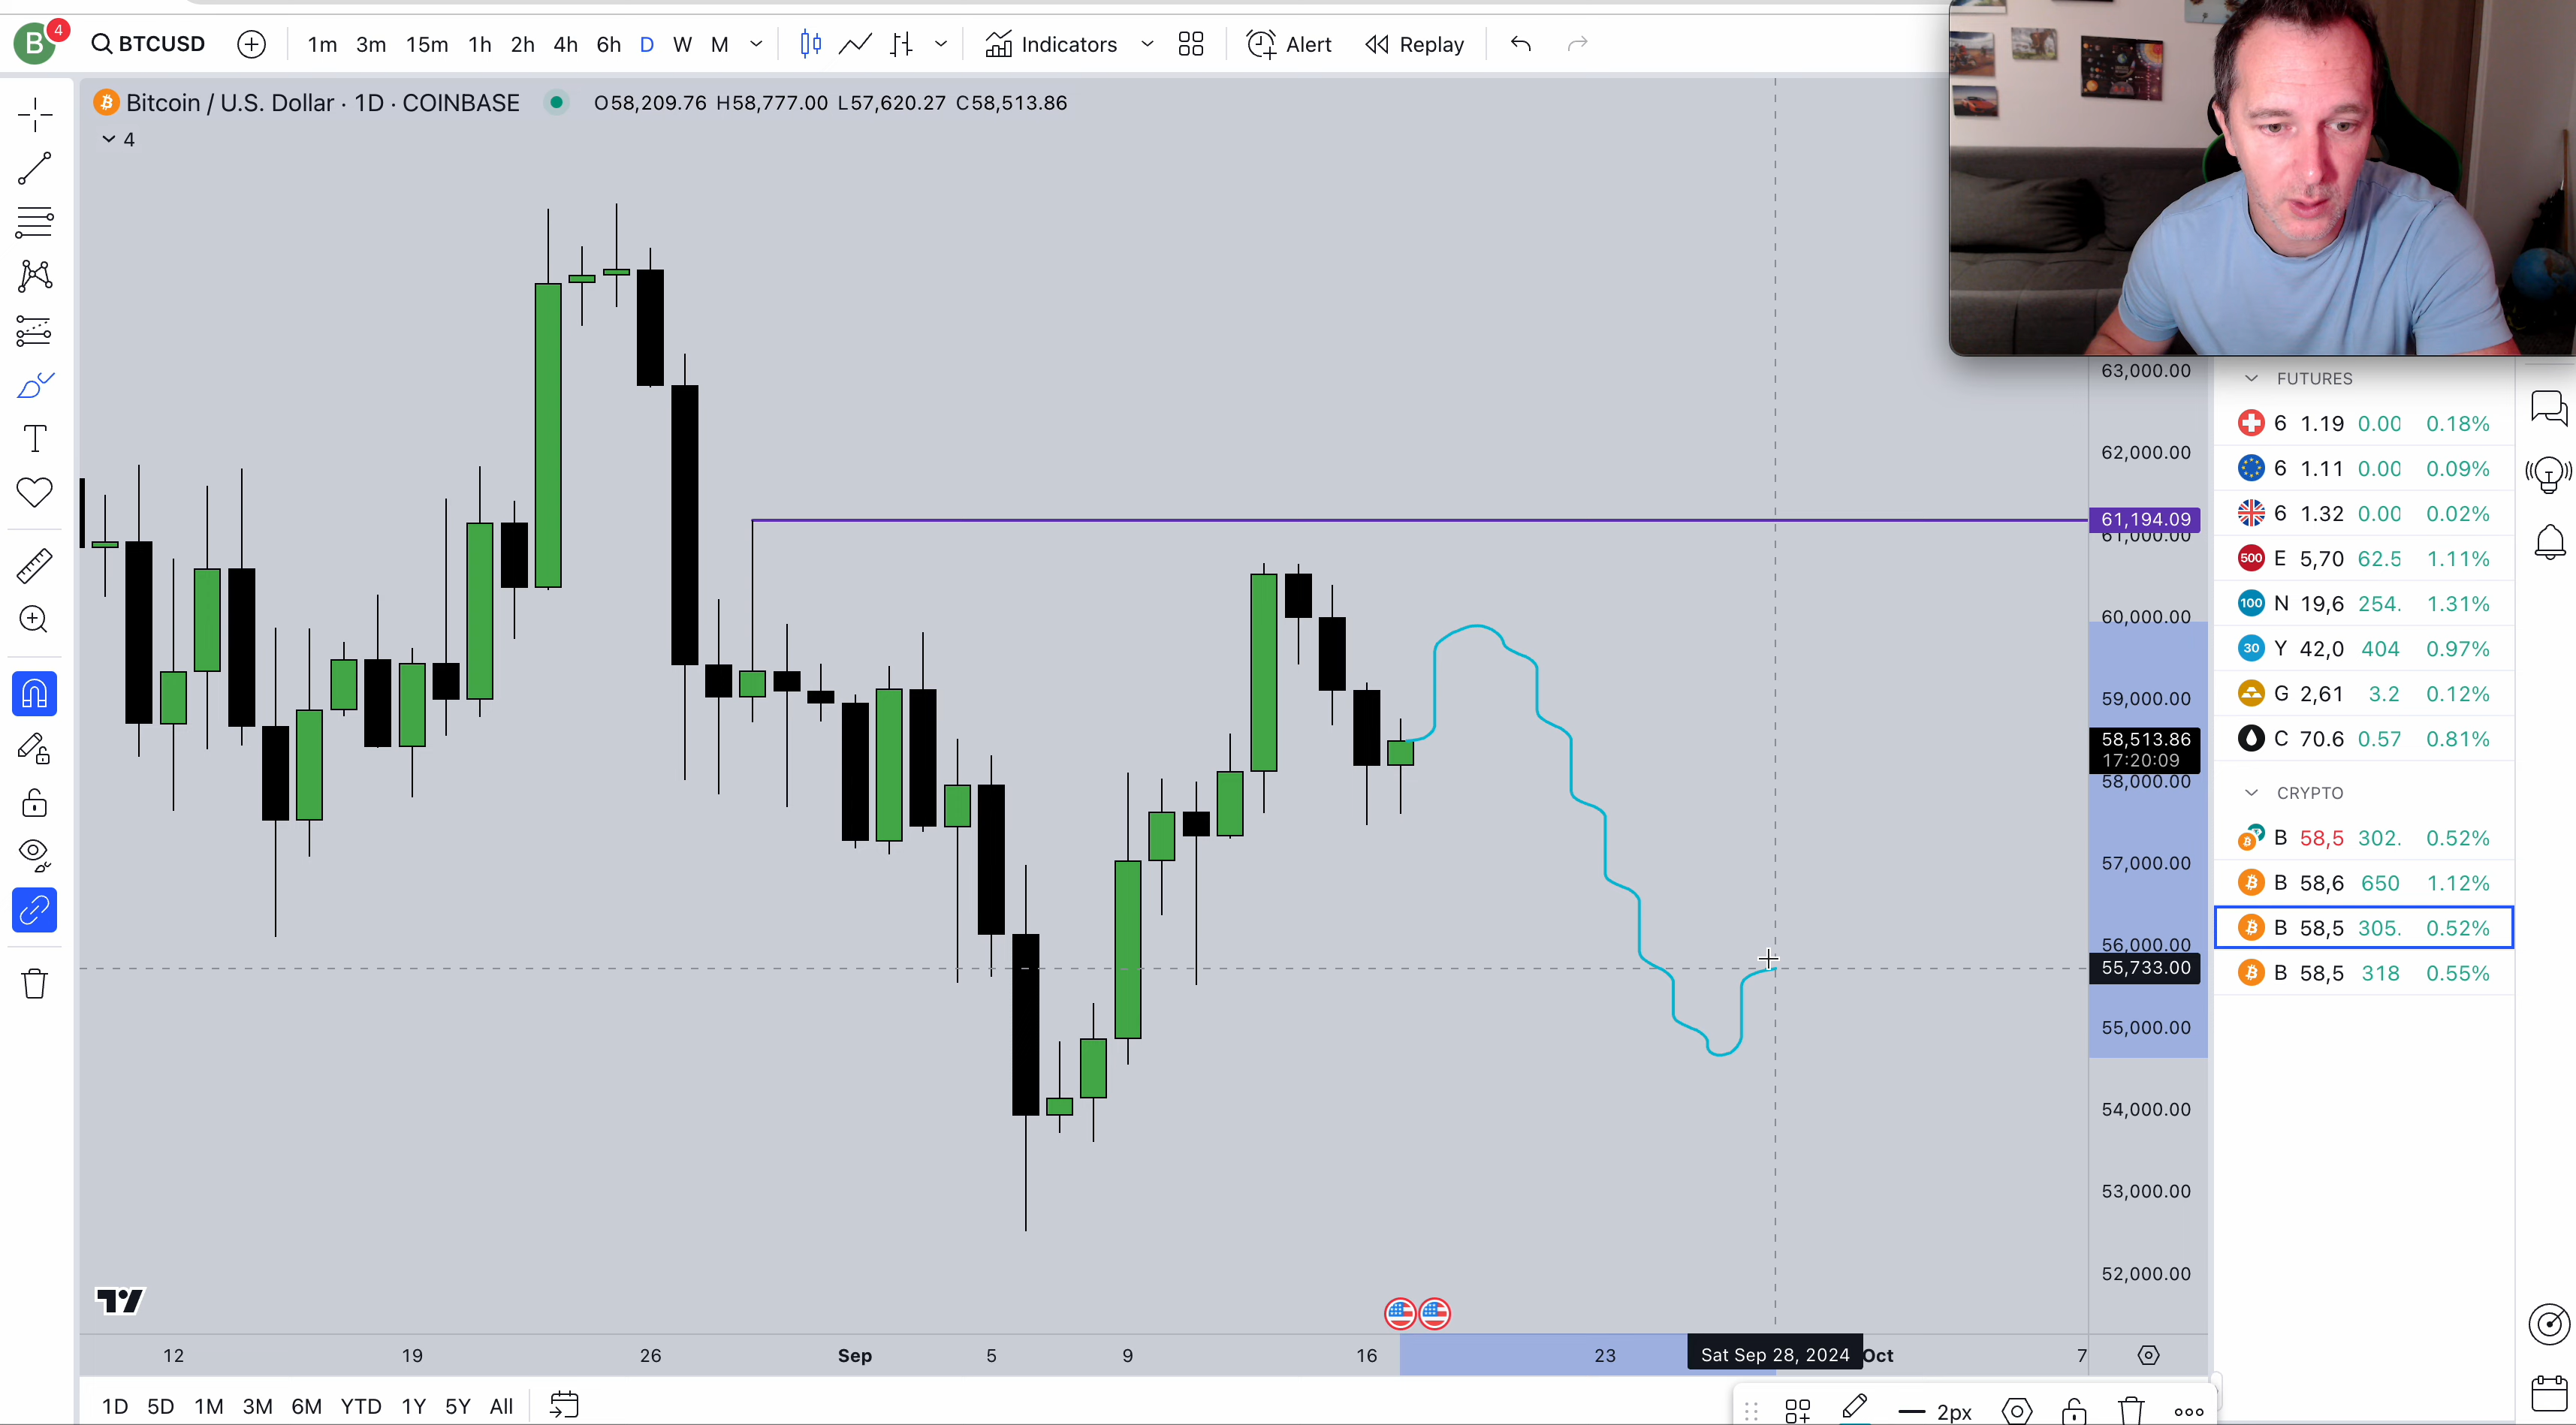 B 4 BTCUSD 1m 3m 15m 1h 2h 4h 6h D W M Indicators Alert Replay
Bitcoin / U.S. Dollar · 1D · COINBASE O58,209.76 H58,777.00 L57,620.27 C58,513.86
4
63,000.00
62,000.00
61,194.09
61,000.00
60,000.00
59,000.00
58,513.86
17:20:09
58,000.00
57,000.00
56,000.00
55,733.00
55,000.00
54,000.00
53,000.00
52,000.00
FUTURES
6 1.19 0.00 0.18%
6 1.11 0.00 0.09%
6 1.32 0.00 0.02%
500 E 5,70 62.5 1.11%
100 N 19,6 254. 1.31%
30 Y 42,0 404 0.97%
G 2,61 3.2 0.12%
C 70.6 0.57 0.81%
CRYPTO
B 58,5 302. 0.52%
B 58,6 650 1.12%
B 58,5 305. 0.52%
B 58,5 318 0.55%
12 19 26 Sep 5 9 16 23 Sat Sep 28, 2024 Oct 7
1D 5D 1M 3M 6M YTD 1Y 5Y All
2px